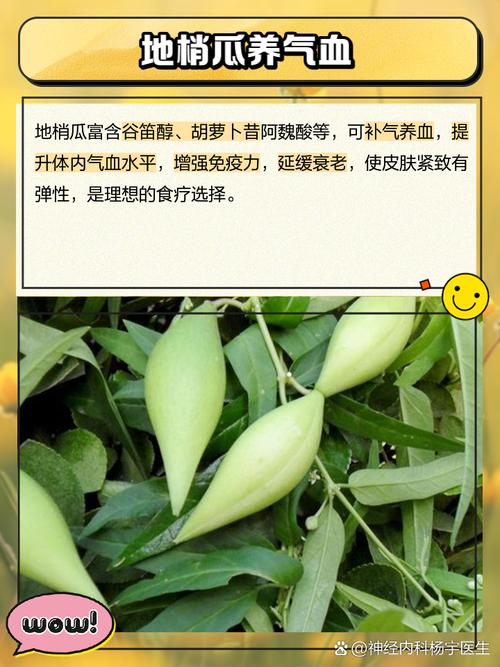 地梢瓜养气血
地梢瓜富含谷笛醇、胡萝卜昔阿魏酸等，可补气养血，提
升体内气血水平，增强免疫力，延缓衰老，使皮肤紧致有
弹性，是理想的食疗选择。
wow!
@神经内科杨宇医生